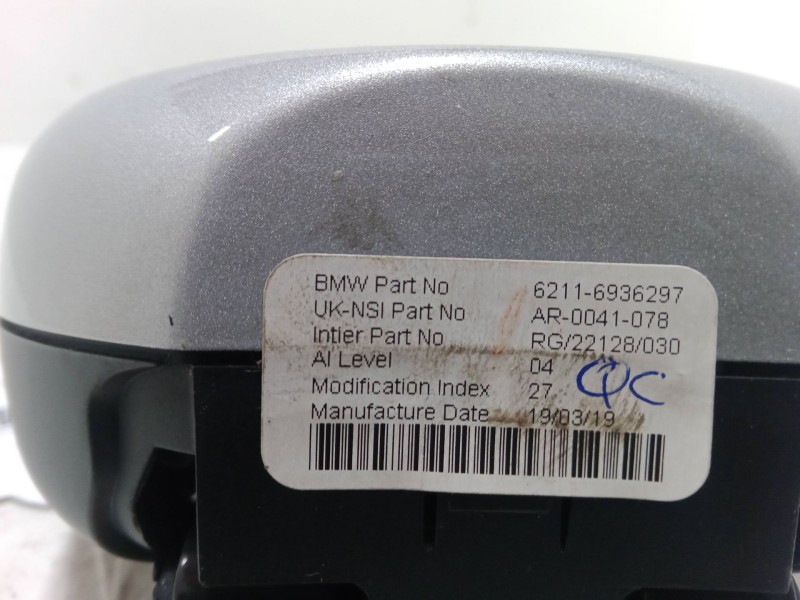 BMW Part No 6211-6936297
UK-NSI Part No AR-0041-078
Intier Part No RG/22128/030
AI Level 04
Modification Index 27 QC
Manufacture Date 19/03/19